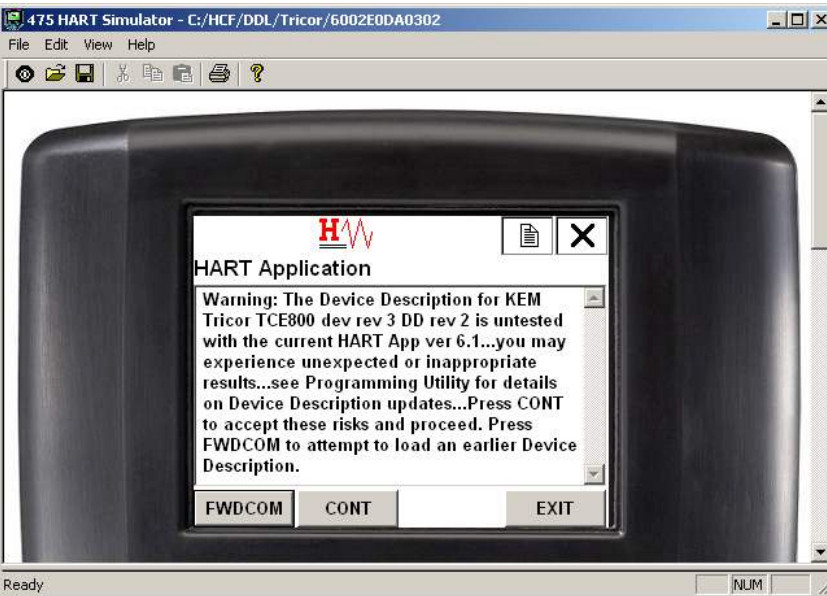 475 HART Simulator - C:/HCF/DDL/Tricor/6002E0DA0302
File Edit View Help
H
HART Application
Warning: The Device Description for KEM
Tricor TCE800 dev rev 3 DD rev 2 is untested
with the current HART App ver 6.1...you may
experience unexpected or inappropriate
results...see Programming Utility for details
on Device Description updates...Press CONT
to accept these risks and proceed. Press
FWDCOM to attempt to load an earlier Device
Description.
FWDCOM CONT EXIT
Ready NUM